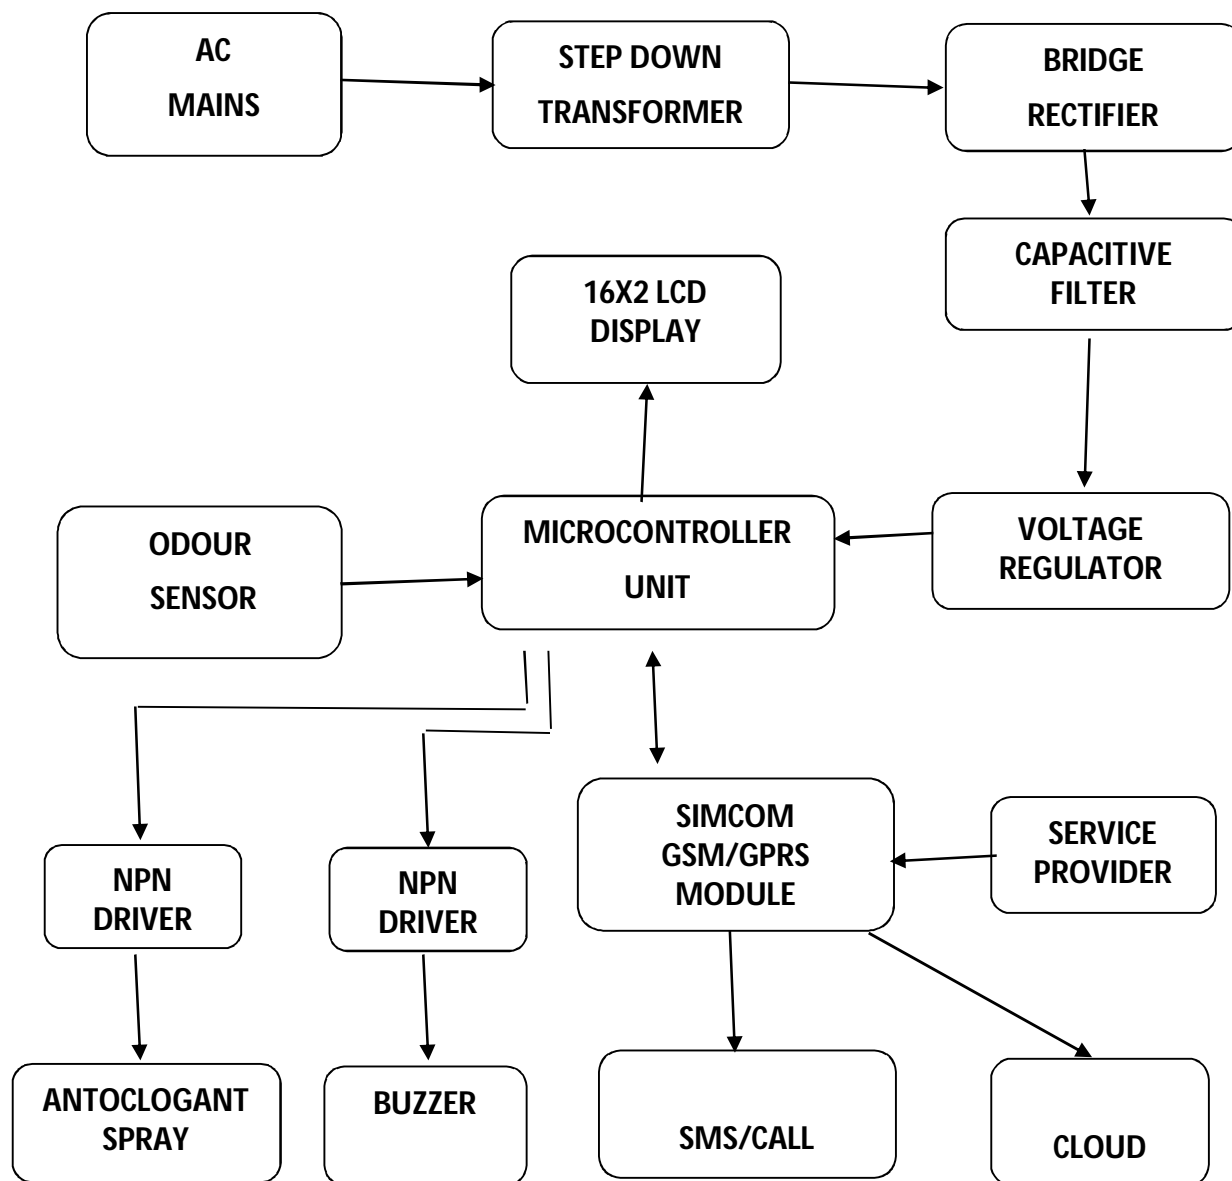 AC
MAINS
STEP DOWN
TRANSFORMER
BRIDGE
RECTIFIER
CAPACITIVE
FILTER
16X2 LCD
DISPLAY
ODOUR
SENSOR
MICROCONTROLLER
UNIT
VOLTAGE
REGULATOR
NPN
DRIVER
NPN
DRIVER
SIMCOM
GSM/GPRS
MODULE
SERVICE
PROVIDER
ANTOCLOGANT
SPRAY
BUZZER
SMS/CALL
CLOUD